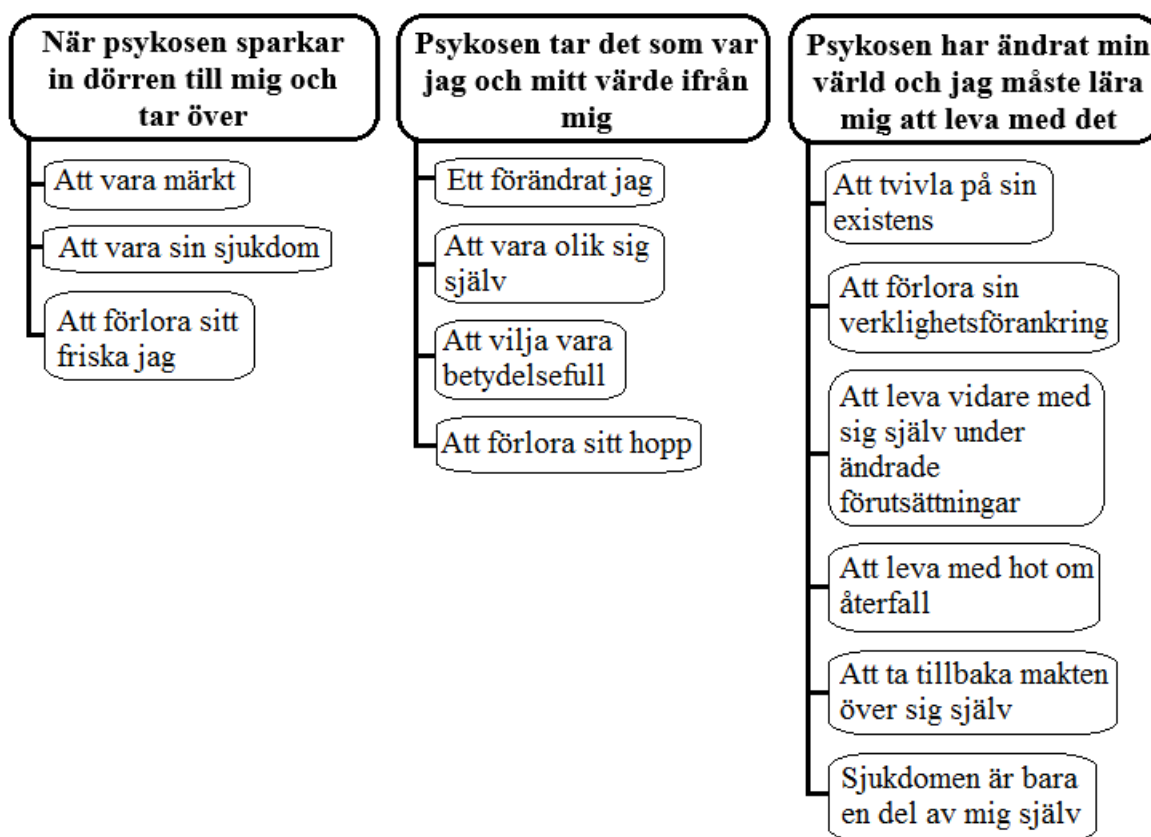 När psykosen sparkar
in dörren till mig och
tar över
Att vara märkt
Att vara sin sjukdom
Att förlora sitt
friska jag
Psykosen tar det som var
jag och mitt värde ifrån
mig
Ett förändrat jag
Att vara olik sig
själv
Att vilja vara
betydelsefull
Att förlora sitt hopp
Psykosen har ändrat min
värld och jag måste lära
mig att leva med det
Att tvivla på sin
existens
Att förlora sin
verklighetsförankring
Att leva vidare med
sig själv under
ändrade
förutsättningar
Att leva med hot om
återfall
Att ta tillbaka makten
över sig själv
Sjukdomen är bara
en del av mig själv